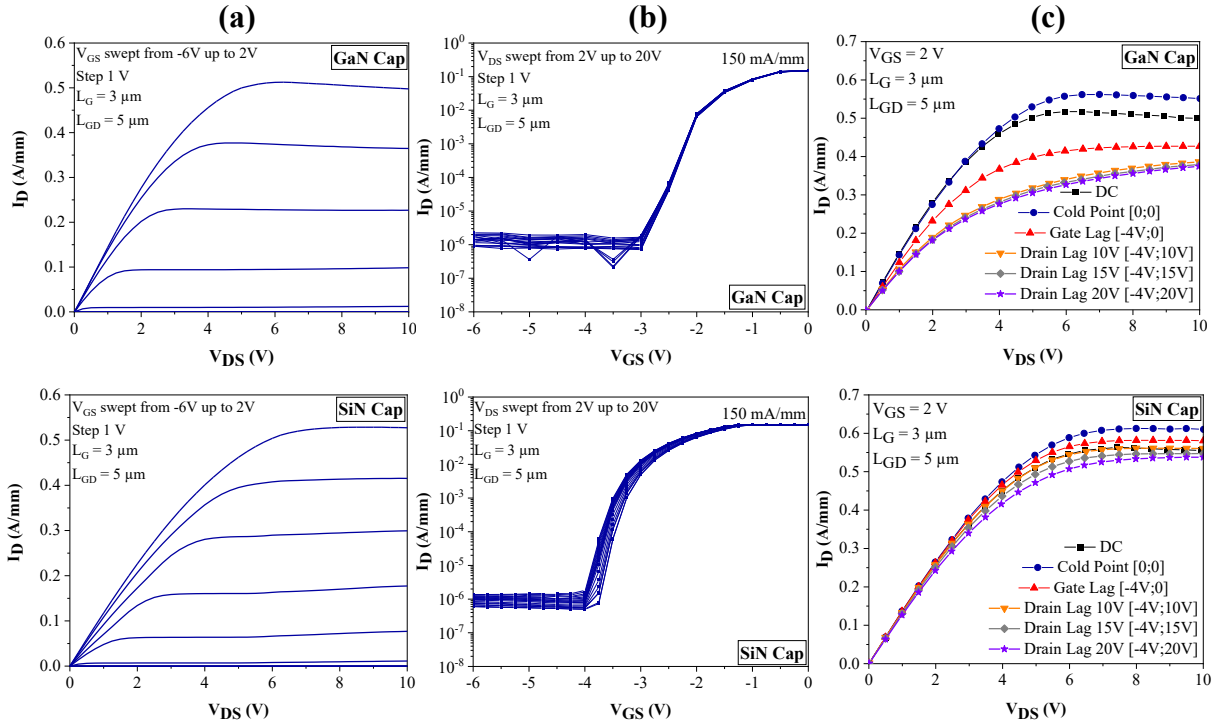 (a)
(b)
(c)
V_GS swept from -6V up to 2V
GaN Cap
Step 1 V
L_G = 3 µm
L_GD = 5 µm
0.6
0.5
0.4
0.3
0.2
0.1
0.0
I_D (A/mm)
0 2 4 6 8 10
V_DS (V)
V_DS swept from 2V up to 20V
150 mA/mm
Step 1 V
L_G = 3 µm
L_GD = 5 µm
10^0
10^-1
10^-2
10^-3
10^-4
10^-5
10^-6
10^-7
10^-8
I_D (A/mm)
GaN Cap
-6 -5 -4 -3 -2 -1 0
V_GS (V)
V_GS = 2 V
GaN Cap
L_G = 3 µm
L_GD = 5 µm
0.7
0.6
0.5
0.4
0.3
0.2
0.1
0.0
I_D (A/mm)
DC
Cold Point [0;0]
Gate Lag [-4V;0]
Drain Lag 10V [-4V;10V]
Drain Lag 15V [-4V;15V]
Drain Lag 20V [-4V;20V]
0 2 4 6 8 10
V_DS (V)
V_GS swept from -6V up to 2V
SiN Cap
Step 1 V
L_G = 3 µm
L_GD = 5 µm
0.6
0.5
0.4
0.3
0.2
0.1
0.0
I_D (A/mm)
0 2 4 6 8 10
V_DS (V)
V_DS swept from 2V up to 20V
150 mA/mm
Step 1 V
L_G = 3 µm
L_GD = 5 µm
10^0
10^-1
10^-2
10^-3
10^-4
10^-5
10^-6
10^-7
10^-8
I_D (A/mm)
SiN Cap
-6 -5 -4 -3 -2 -1 0
V_GS (V)
V_GS = 2 V
SiN Cap
L_G = 3 µm
L_GD = 5 µm
0.7
0.6
0.5
0.4
0.3
0.2
0.1
0.0
I_D (A/mm)
DC
Cold Point [0;0]
Gate Lag [-4V;0]
Drain Lag 10V [-4V;10V]
Drain Lag 15V [-4V;15V]
Drain Lag 20V [-4V;20V]
0 2 4 6 8 10
V_DS (V)